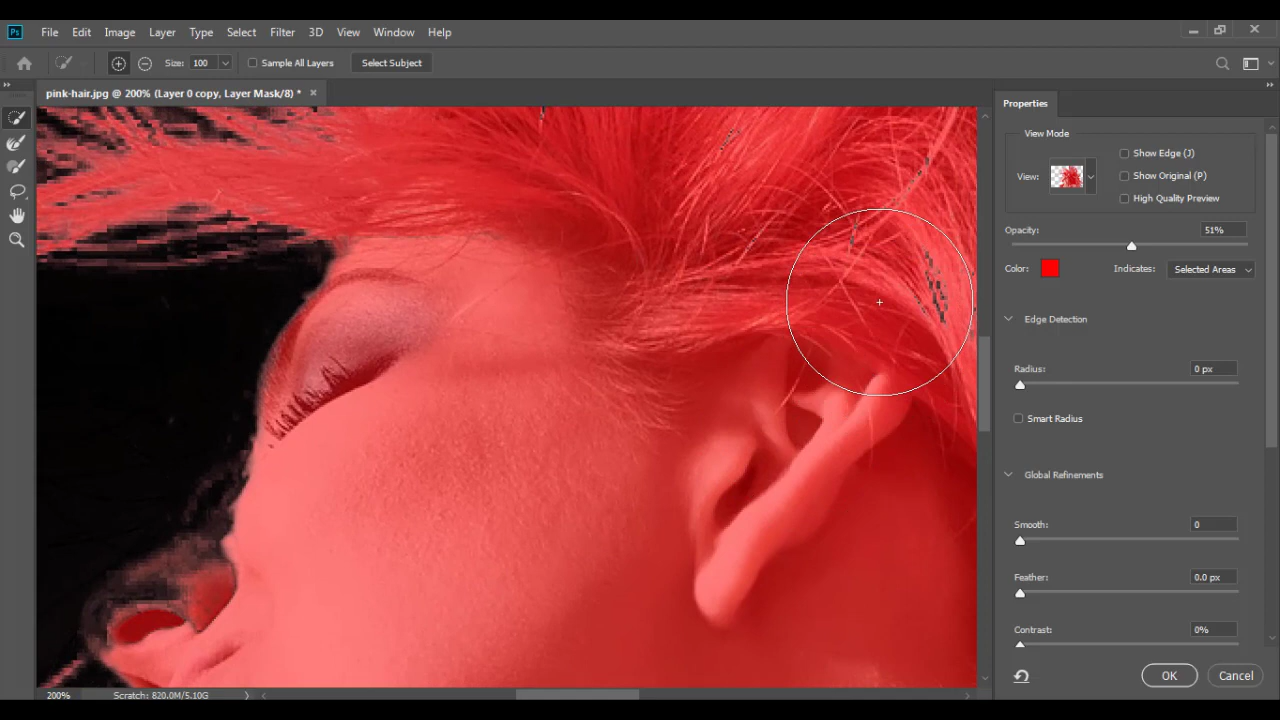 Ps File Edit Image Layer Type Select Filter 3D View Window Help
Size: 100 Sample All Layers Select Subject
pink-hair.jpg @ 200% (Layer 0 copy, Layer Mask/8) * ×
Properties
View Mode
Show Edge (J)
View: Show Original (P)
High Quality Preview
Opacity: 51%
Color: Indicates: Selected Areas
Edge Detection
Radius: 0 px
Smart Radius
Global Refinements
Smooth: 0
Feather: 0.0 px
Contrast: 0%
OK Cancel
200% Scratch: 820.0M/5.10G